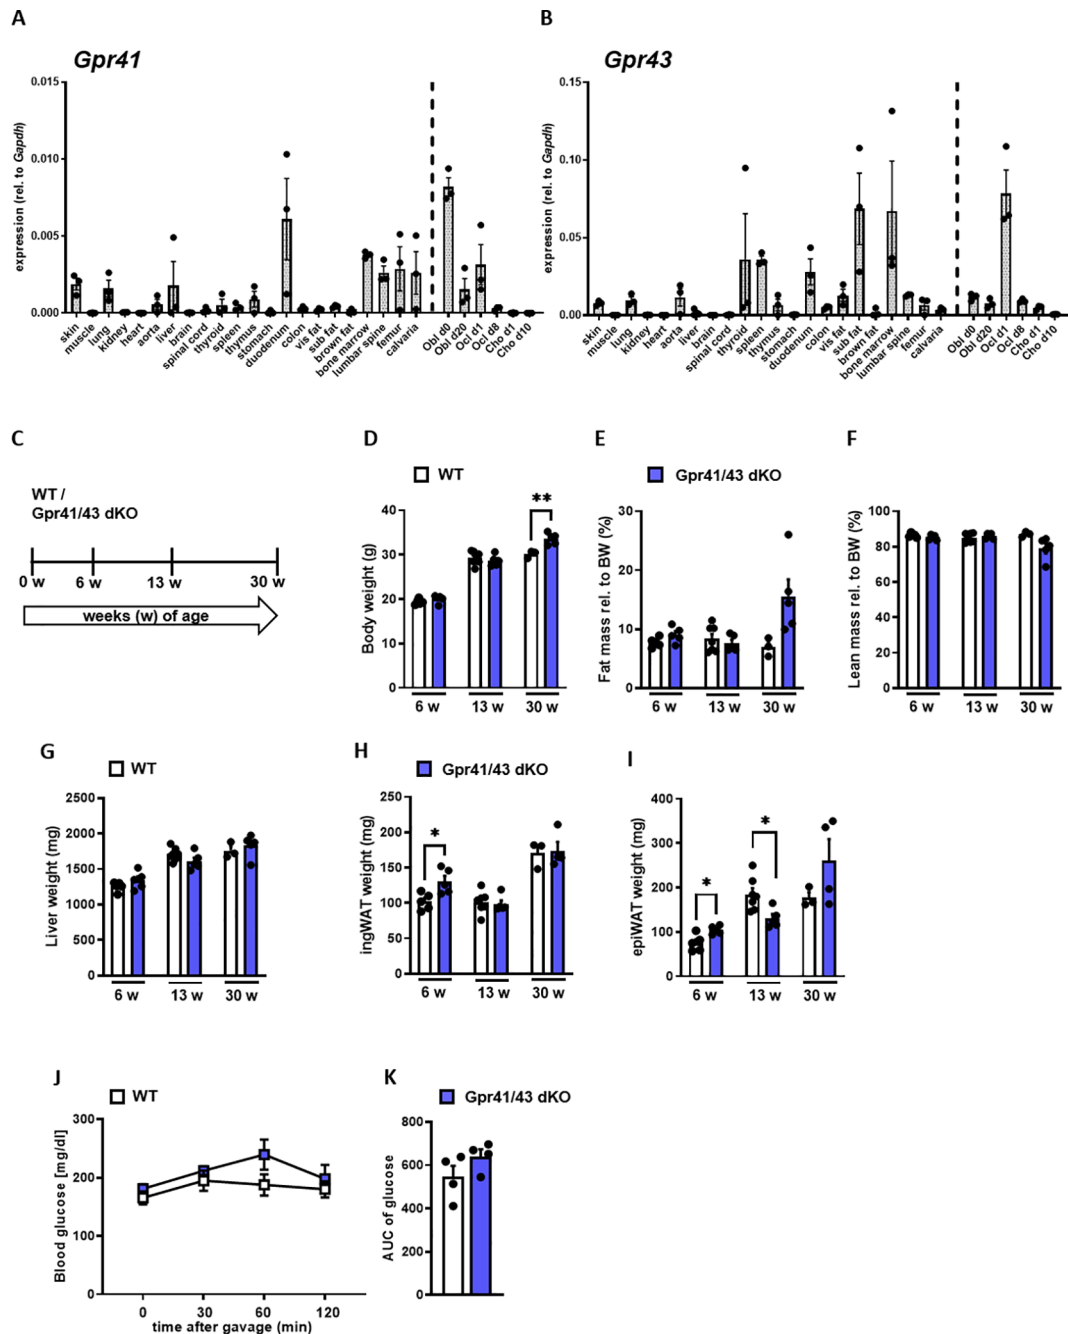 A
B
Gpr41
Gpr43
expression (rel. to Gapdh)
0.015
0.010
0.005
0.000
skin
muscle
lung
kidney
heart
aorta
liver
brain
spinal cord
thyroid
spleen
thymus
stomach
duodenum
colon
vis fat
sub fat
brown fat
bone marrow
lumbar spine
femur
calvaria
Obl d0
Obl d20
Ocl d1
Ocl d8
Cho d1
Cho d10
expression (rel. to Gapdh)
0.15
0.10
0.05
0.00
skin
muscle
lung
kidney
heart
aorta
liver
brain
spinal cord
thyroid
spleen
thymus
stomach
duodenum
colon
vis fat
sub fat
brown fat
bone marrow
lumbar spine
femur
calvaria
Obl d0
Obl d20
Ocl d1
Ocl d8
Cho d1
Cho d10
C
D
E
F
WT /
Gpr41/43 dKO
0 w 6 w 13 w 30 w
weeks (w) of age
WT
Gpr41/43 dKO
Body weight (g)
40
30
20
10
0
**
6 w 13 w 30 w
Fat mass rel. to BW (%)
30
20
10
0
6 w 13 w 30 w
Lean mass rel. to BW (%)
100
80
60
40
20
0
6 w 13 w 30 w
G
H
I
WT
Gpr41/43 dKO
Liver weight (mg)
2500
2000
1500
1000
500
0
6 w 13 w 30 w
ingWAT weight (mg)
250
200
150
100
50
0
*
6 w 13 w 30 w
epiWAT weight (mg)
400
300
200
100
0
*
*
6 w 13 w 30 w
J
K
WT
Gpr41/43 dKO
Blood glucose [mg/dl]
300
200
100
0
0 30 60 120
time after gavage (min)
AUC of glucose
800
600
400
200
0